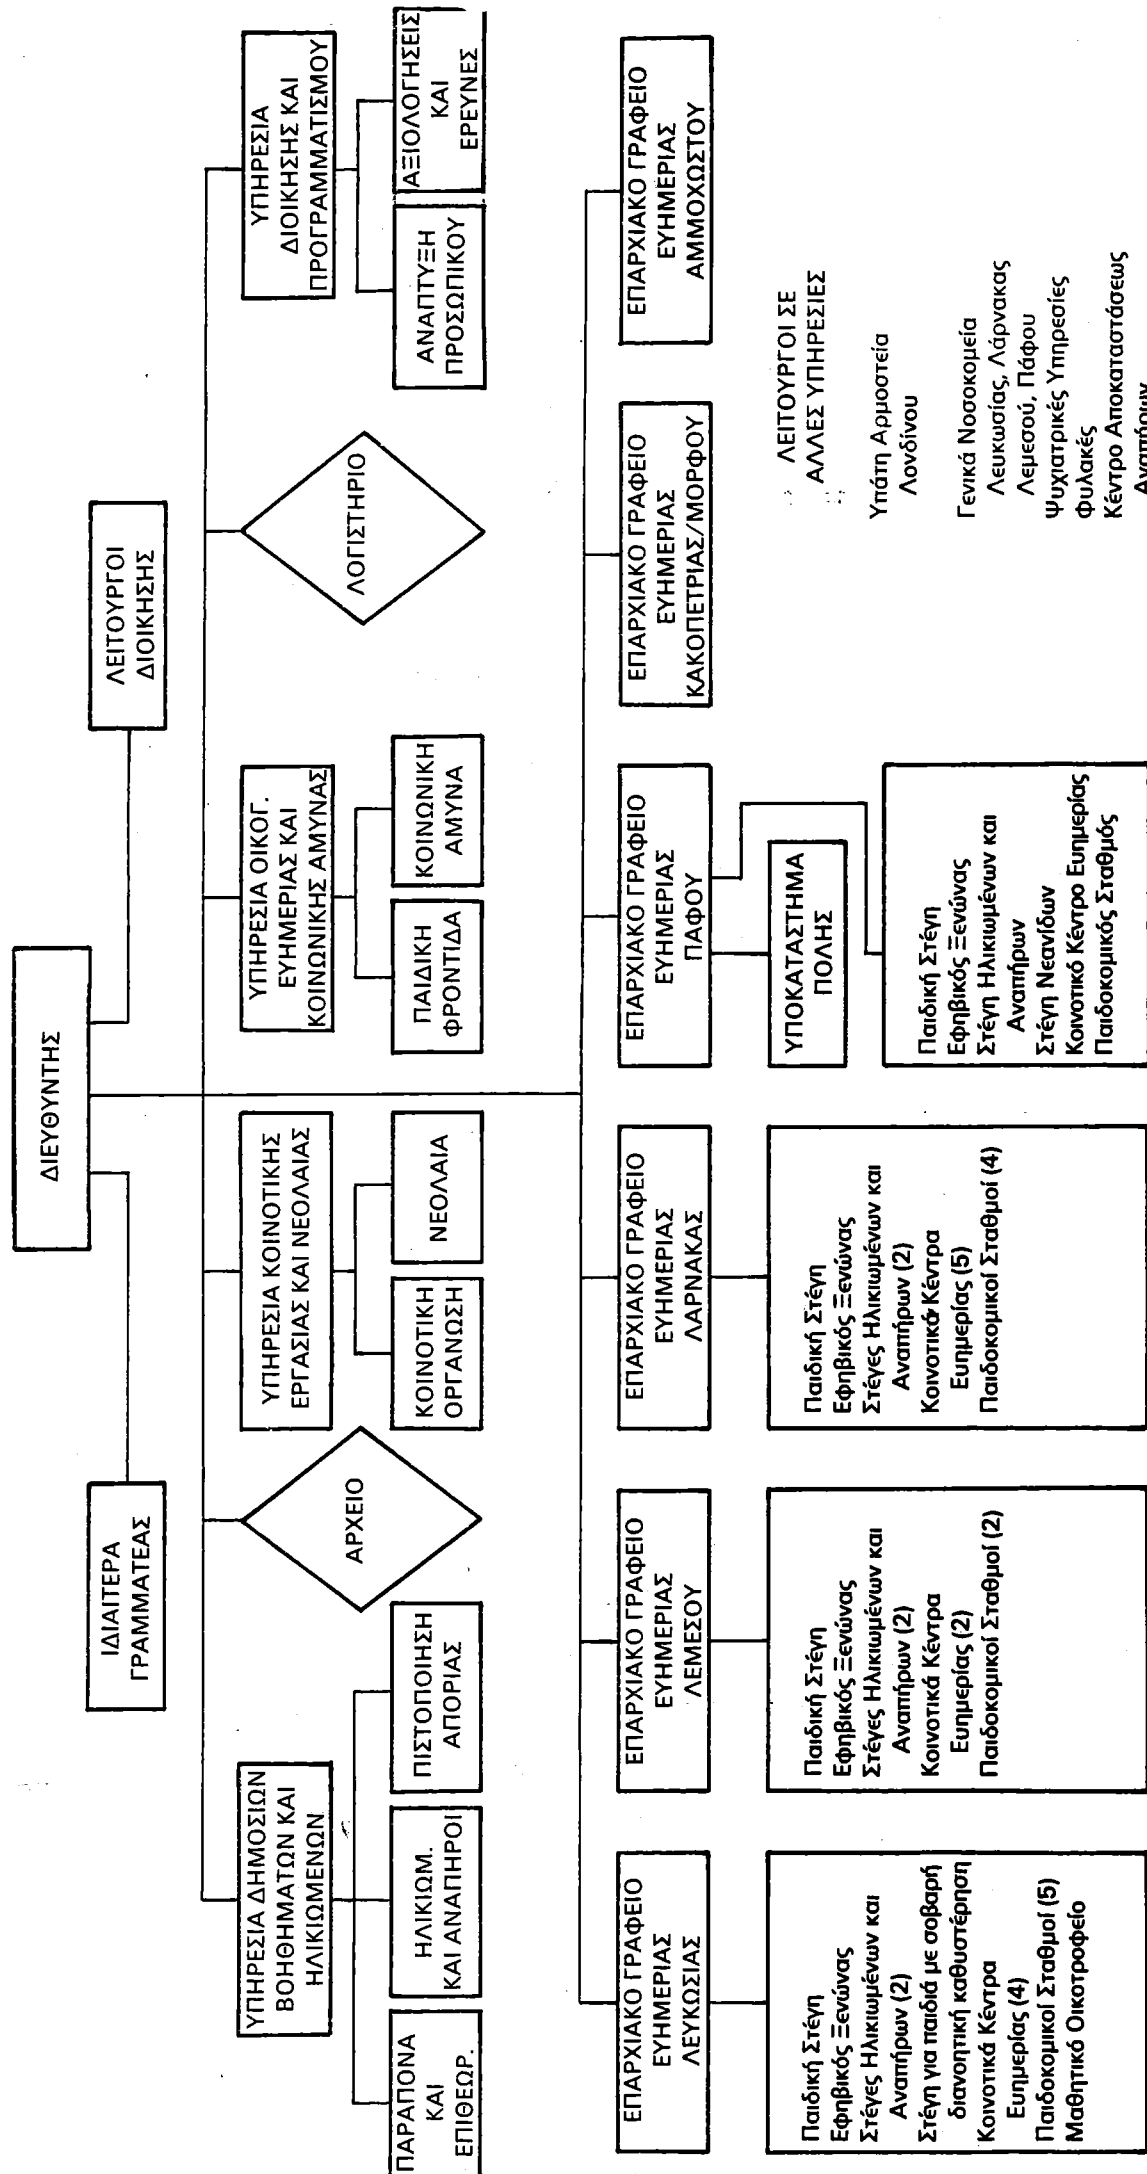 ΔΙΕΥΘΥΝΤΗΣ
ΙΔΙΑΙΤΕΡΑ
ΓΡΑΜΜΑΤΕΑΣ
ΛΕΙΤΟΥΡΓΟΙ
ΔΙΟΙΚΗΣΗΣ
ΥΠΗΡΕΣΙΑ ΔΗΜΟΣΙΩΝ
ΒΟΗΘΗΜΑΤΩΝ ΚΑΙ
ΗΛΙΚΙΩΜΕΝΩΝ
ΑΡΧΕΙΟ
ΥΠΗΡΕΣΙΑ ΚΟΙΝΟΤΙΚΗΣ
ΕΡΓΑΣΙΑΣ ΚΑΙ ΝΕΟΛΑΙΑΣ
ΥΠΗΡΕΣΙΑ ΟΙΚΟΓ.
ΕΥΗΜΕΡΙΑΣ ΚΑΙ
ΚΟΙΝΩΝΙΚΗΣ ΑΜΥΝΑΣ
ΛΟΓΙΣΤΗΡΙΟ
ΥΠΗΡΕΣΙΑ
ΔΙΟΙΚΗΣΗΣ ΚΑΙ
ΠΡΟΓΡΑΜΜΑΤΙΣΜΟΥ
ΠΑΡΑΠΟΝΑ
ΚΑΙ
ΕΠΙΘΕΩΡ.
ΗΛΙΚΙΩΜ.
ΚΑΙ ΑΝΑΠΗΡΟΙ
ΠΙΣΤΟΠΟΙΗΣΗ
ΑΠΟΡΙΑΣ
ΚΟΙΝΟΤΙΚΗ
ΟΡΓΑΝΩΣΗ
ΝΕΟΛΑΙΑ
ΠΑΙΔΙΚΗ
ΦΡΟΝΤΙΔΑ
ΚΟΙΝΩΝΙΚΗ
ΑΜΥΝΑ
ΑΝΑΠΤΥΞΗ
ΠΡΟΣΩΠΙΚΟΥ
ΑΞΙΟΛΟΓΗΣΕΙΣ
ΚΑΙ
ΕΡΕΥΝΕΣ
ΕΠΑΡΧΙΑΚΟ ΓΡΑΦΕΙΟ
ΕΥΗΜΕΡΙΑΣ
ΛΕΥΚΩΣΙΑΣ
ΕΠΑΡΧΙΑΚΟ ΓΡΑΦΕΙΟ
ΕΥΗΜΕΡΙΑΣ
ΛΕΜΕΣΟΥ
ΕΠΑΡΧΙΑΚΟ ΓΡΑΦΕΙΟ
ΕΥΗΜΕΡΙΑΣ
ΛΑΡΝΑΚΑΣ
ΕΠΑΡΧΙΑΚΟ ΓΡΑΦΕΙΟ
ΕΥΗΜΕΡΙΑΣ
ΠΑΦΟΥ
ΕΠΑΡΧΙΑΚΟ ΓΡΑΦΕΙΟ
ΕΥΗΜΕΡΙΑΣ
ΚΑΚΟΠΕΤΡΙΑΣ/ΜΟΡΦΟΥ
ΕΠΑΡΧΙΑΚΟ ΓΡΑΦΕΙΟ
ΕΥΗΜΕΡΙΑΣ
ΑΜΜΟΧΩΣΤΟΥ
Παιδική Στέγη
Εφηβικός Ξενώνας
Στέγες Ηλικιωμένων και
Αναπήρων (2)
Στέγη για παιδιά με σοβαρή
διανοητική καθυστέρηση
Κοινοτικά Κέντρα
Ευημερίας (4)
Παιδοκομικοί Σταθμοί (5)
Μαθητικό Οικοτροφείο
Παιδική Στέγη
Εφηβικός Ξενώνας
Στέγες Ηλικιωμένων και
Αναπήρων (2)
Κοινοτικά Κέντρα
Ευημερίας (2)
Παιδοκομικοί Σταθμοί (2)
Παιδική Στέγη
Εφηβικός Ξενώνας
Στέγες Ηλικιωμένων και
Αναπήρων (2)
Κοινοτικά Κέντρα
Ευημερίας (5)
Παιδοκομικοί Σταθμοί (4)
ΥΠΟΚΑΤΑΣΤΗΜΑ
ΠΟΛΗΣ
Παιδική Στέγη
Εφηβικός Ξενώνας
Στέγη Ηλικιωμένων και
Αναπήρων
Στέγη Νεανίδων
Κοινοτικό Κέντρο Ευημερίας
Παιδοκομικός Σταθμός
ΛΕΙΤΟΥΡΓΟΙ ΣΕ
ΑΛΛΕΣ ΥΠΗΡΕΣΙΕΣ
Υπάτη Αρμοστεία
Λονδίνου
Γενικά Νοσοκομεία
Λευκωσίας, Λάρνακας
Λεμεσού, Πάφου
Ψυχιατρικές Υπηρεσίες
Φυλακές
Κέντρο Αποκαταστάσεως
Αναπήρων